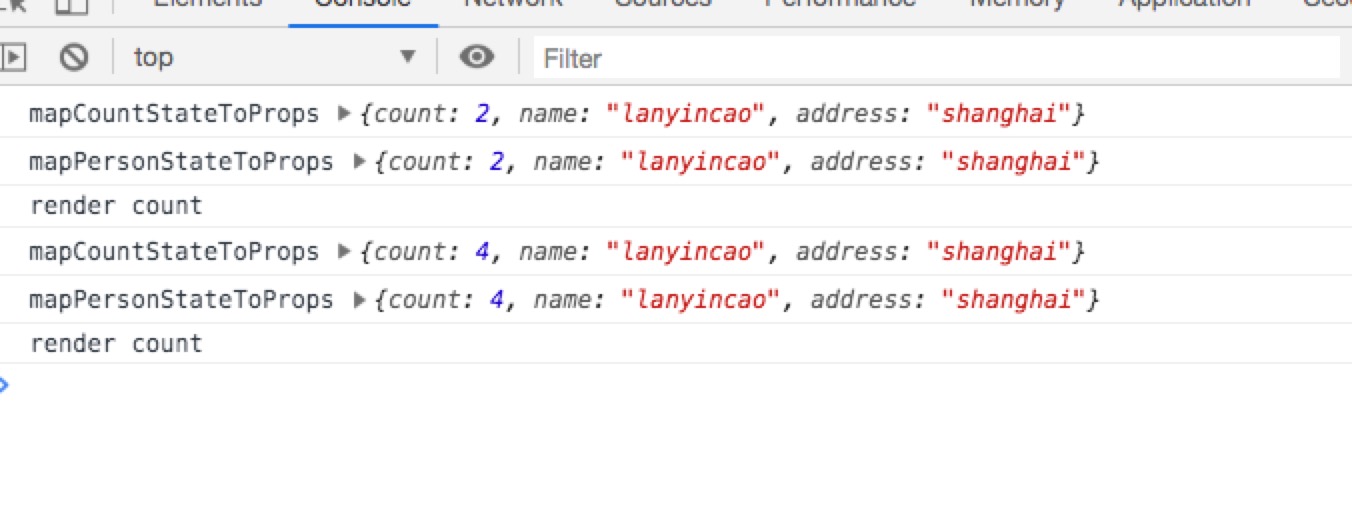 Elements Console Network Sources Performance Memory Application
top Filter
mapCountStateToProps ▶{count: 2, name: "lanyincao", address: "shanghai"}
mapPersonStateToProps ▶{count: 2, name: "lanyincao", address: "shanghai"}
render count
mapCountStateToProps ▶{count: 4, name: "lanyincao", address: "shanghai"}
mapPersonStateToProps ▶{count: 4, name: "lanyincao", address: "shanghai"}
render count